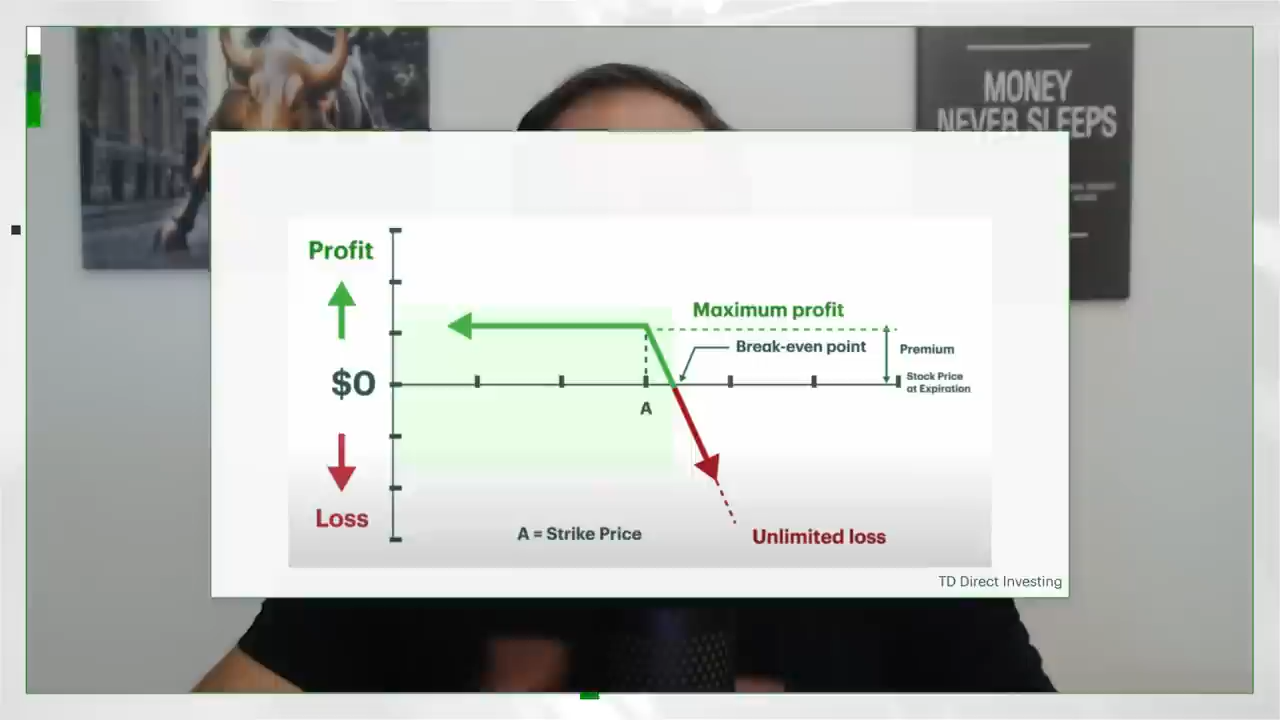 MONEY
NEVER SLEEPS
Profit
Maximum profit
Break-even point
Premium
$0
Stock Price
at Expiration
A
Loss
A = Strike Price
Unlimited loss
TD Direct Investing